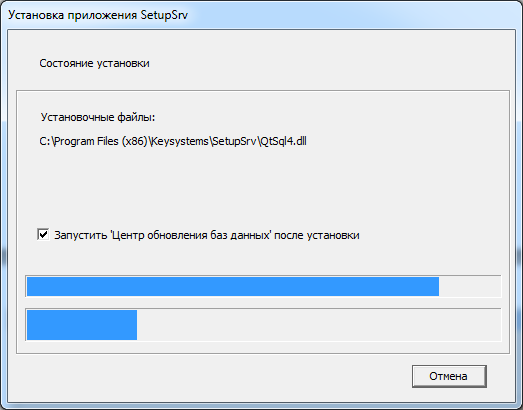 Установка приложения SetupSrv
Состояние установки
Установочные файлы:
C:\Program Files (x86)\Keysystems\SetupSrv\QtSql4.dll
Запустить 'Центр обновления баз данных' после установки
Отмена